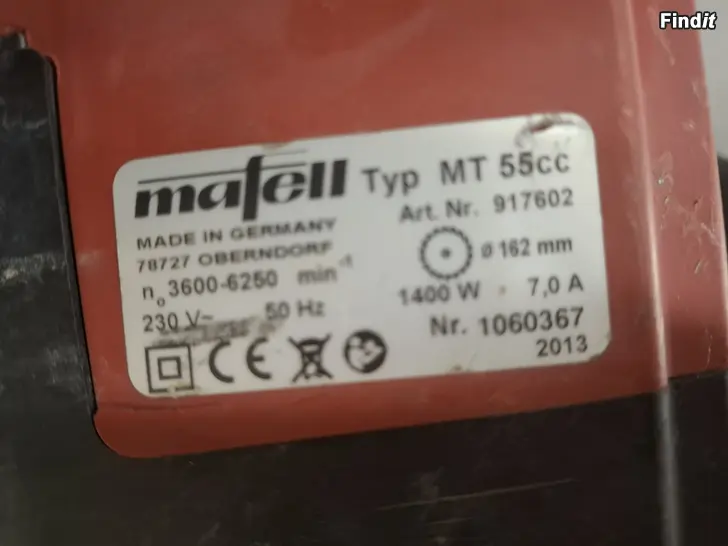 Findit
mafell Typ MT 55cc
Art. Nr. 917602
MADE IN GERMANY
78727 OBERNDORF
ø 162 mm
n₀ 3600-6250 min⁻¹
1400 W 7,0 A
230 V~ 50 Hz
Nr. 1060367
2013
CE